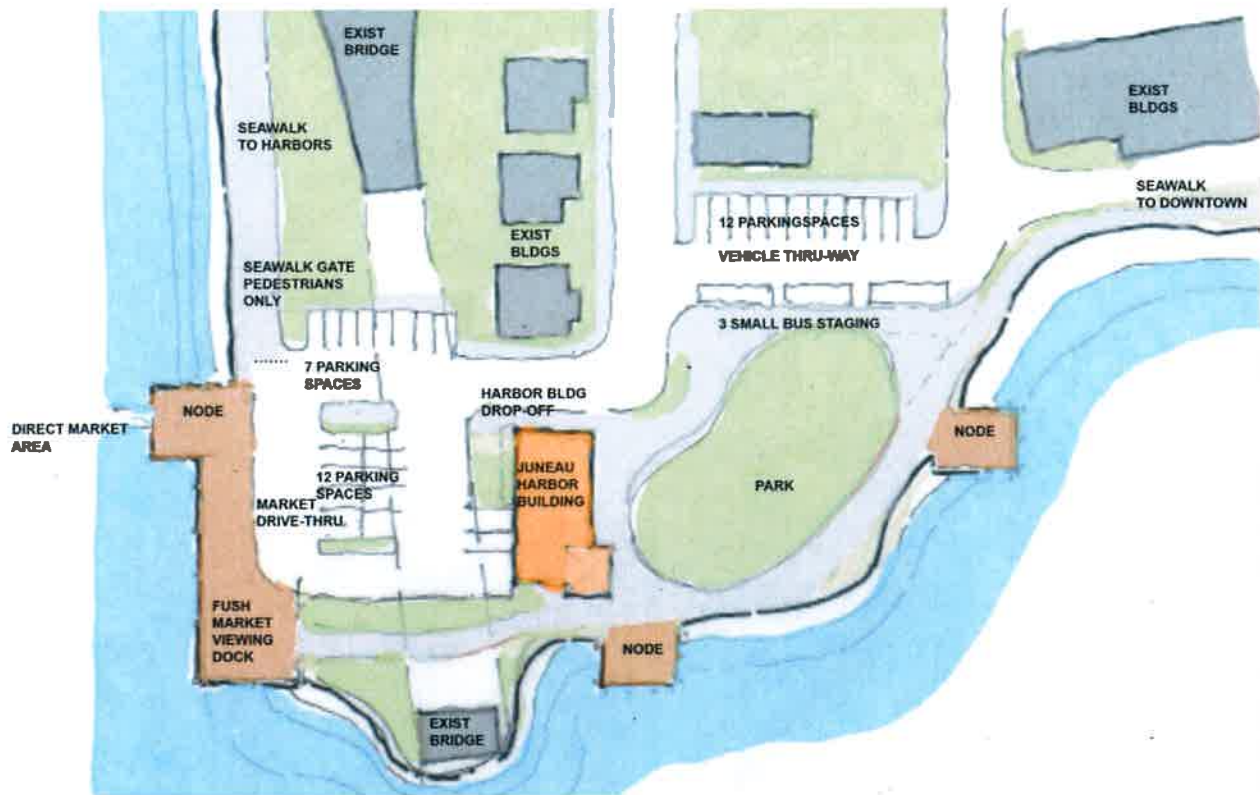 EXIST
BRIDGE
EXIST
BLDGS
SEAWALK
TO HARBORS
SEAWALK
TO DOWNTOWN
12 PARKINGSPACES
EXIST
BLDGS
VEHICLE THRU-WAY
SEAWALK GATE
PEDESTRIANS
ONLY
3 SMALL BUS STAGING
7 PARKING
SPACES
HARBOR BLDG
DROP-OFF
NODE
DIRECT MARKET
AREA
NODE
JUNEAU
HARBOR
BUILDING
12 PARKING
SPACES
PARK
MARKET
DRIVE-THRU.
FUSH
MARKET
VIEWING
DOCK
NODE
EXIST
BRIDGE